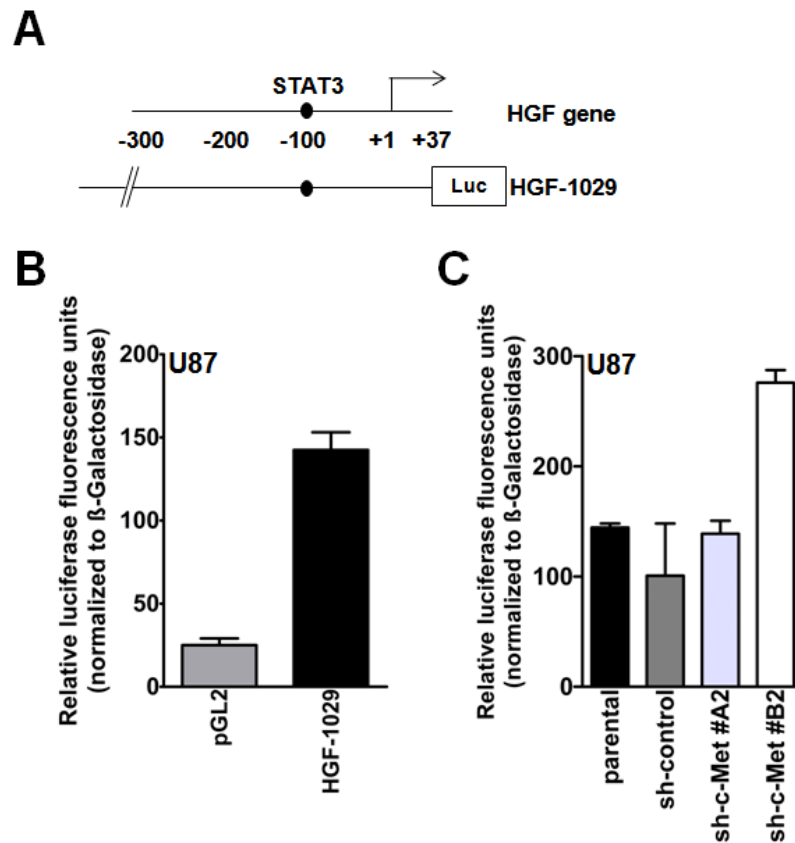 A
STAT3
HGF gene
-300 -200 -100 +1 +37
Luc HGF-1029
B
Relative luciferase fluorescence units
(normalized to ß-Galactosidase)
U87
200
150
100
50
0
pGL2
HGF-1029
C
Relative luciferase fluorescence units
(normalized to ß-Galactosidase)
U87
300
200
100
0
parental
sh-control
sh-c-Met #A2
sh-c-Met #B2